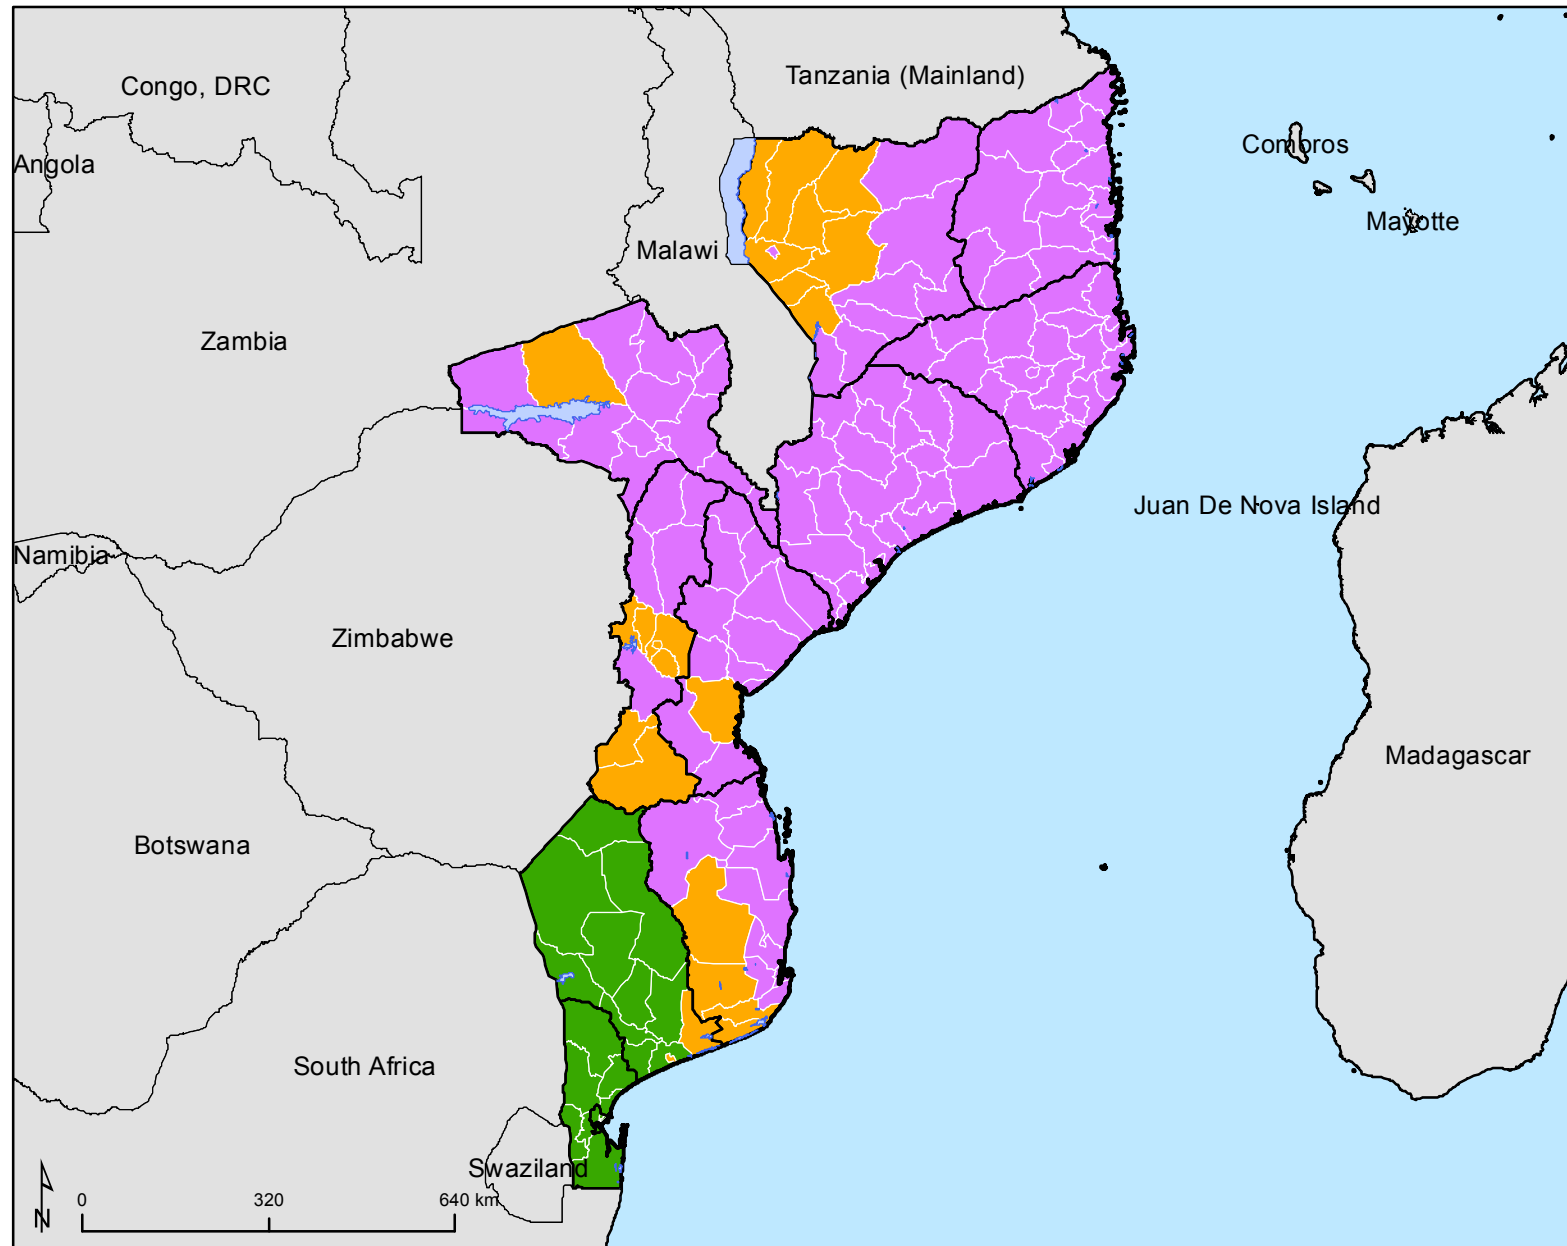 Tanzania (Mainland)
Congo, DRC
Comoros
Angola
Mayotte
Malawi
Zambia
Juan De Nova Island
Namibia
Zimbabwe
Madagascar
Botswana
South Africa
Swaziland
0 320 640 km
N